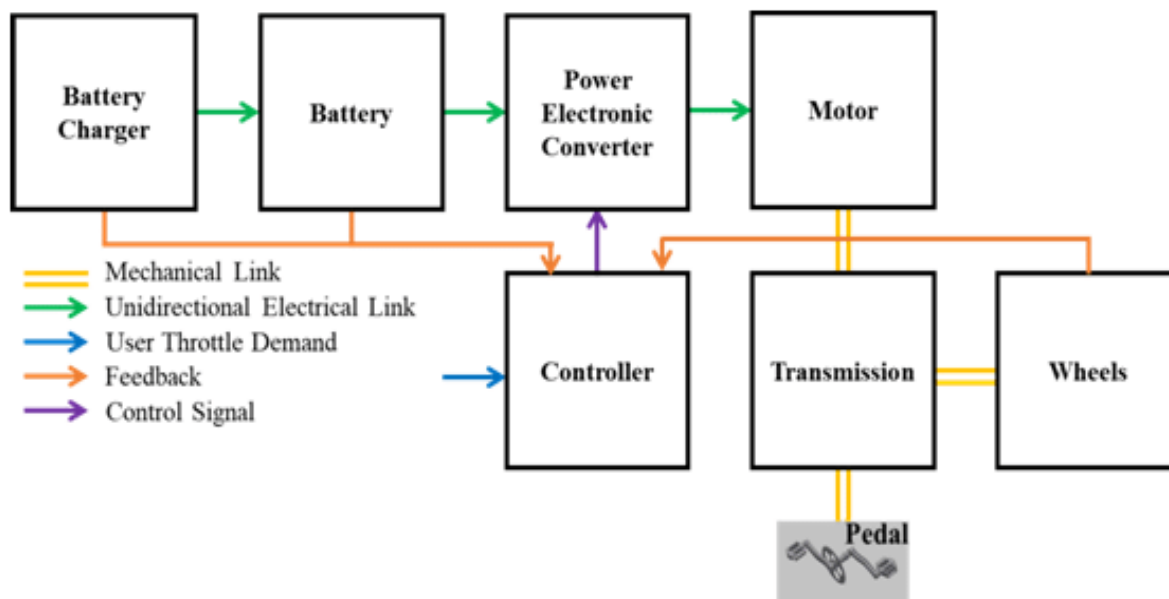 Battery
Charger
Battery
Power
Electronic
Converter
Motor
Mechanical Link
Unidirectional Electrical Link
User Throttle Demand
Feedback
Control Signal
Controller
Transmission
Wheels
Pedal